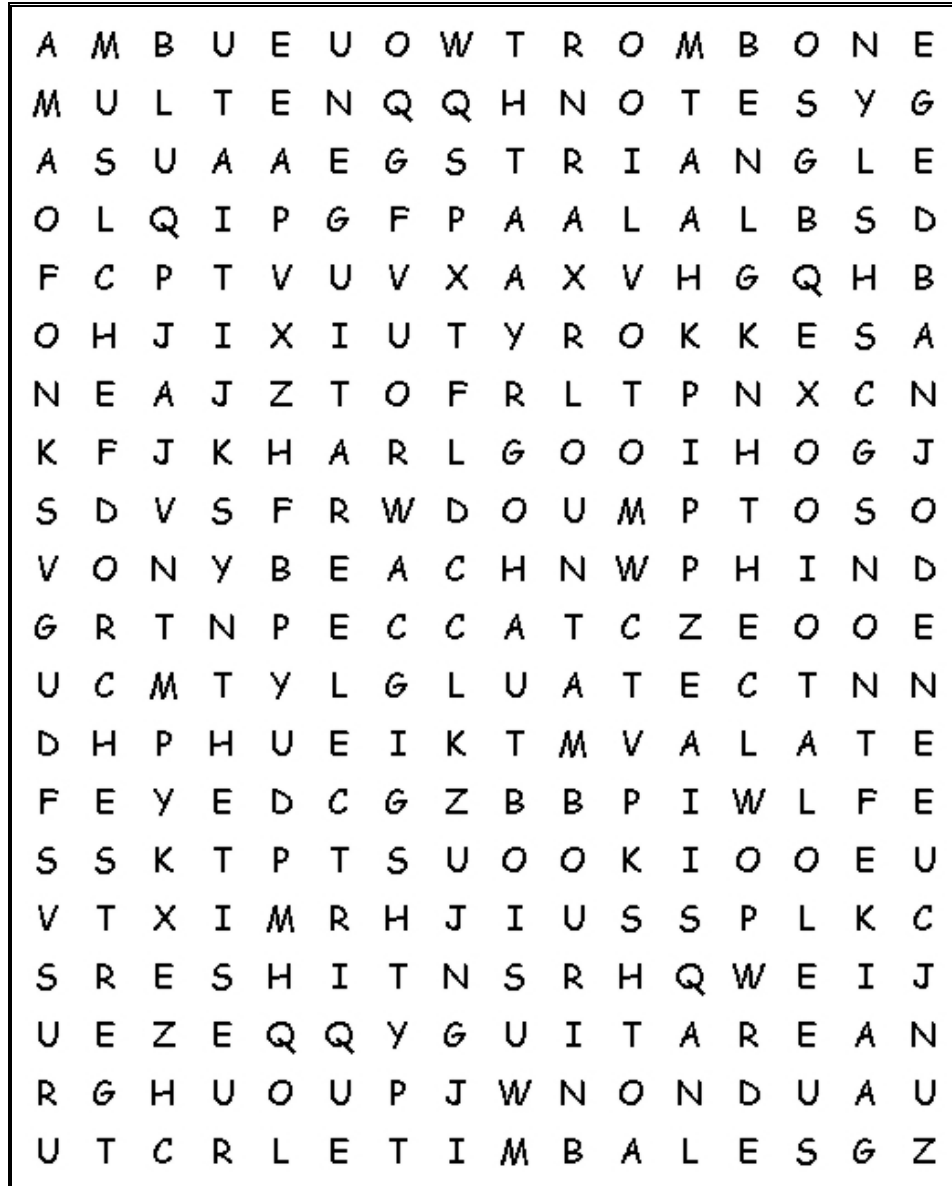 A M B U E U O W T R O M B O N E
M U L T E N Q Q H N O T E S Y G
A S U A A E G S T R I A N G L E
O L Q I P G F P A A L A L B S D
F C P T V U V X A X V H G Q H B
O H J I X I U T Y R O K K E S A
N E A J Z T O F R L T P N X C N
K F J K H A R L G O O I H O G J
S D V S F R W D O U M P T O S O
V O N Y B E A C H N W P H I N D
G R T N P E C C A T C Z E O O E
U C M T Y L G L U A T E C T N N
D H P H U E I K T M V A L A T E
F E Y E D C G Z B B P I W L F E
S S K T P T S U O O K I O O E U
V T X I M R H J I U S S P L K C
S R E S H I T N S R H Q W E I J
U E Z E Q Q Y G U I T A R E A N
R G H U O U P J W N O N D U A U
U T C R L E T I M B A L E S G Z